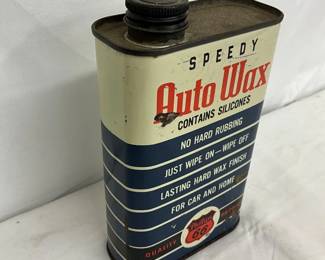 SPEEDY
Auto Wax
CONTAINS SILICONES
NO HARD RUBBING
JUST WIPE ON—WIPE OFF
LASTING HARD WAX FINISH
FOR CAR AND HOME
PHILLIPS
66
QUALITY